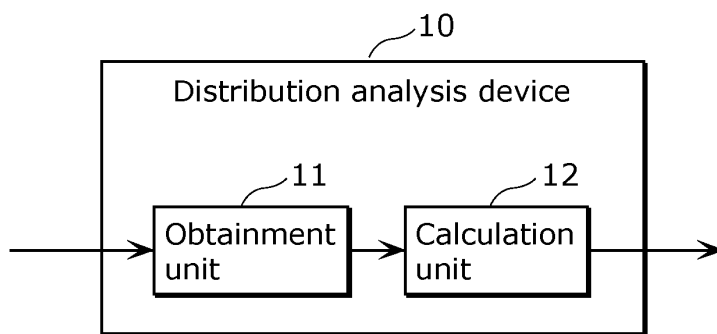 10
Distribution analysis device
11
12
Obtainment
unit
Calculation
unit